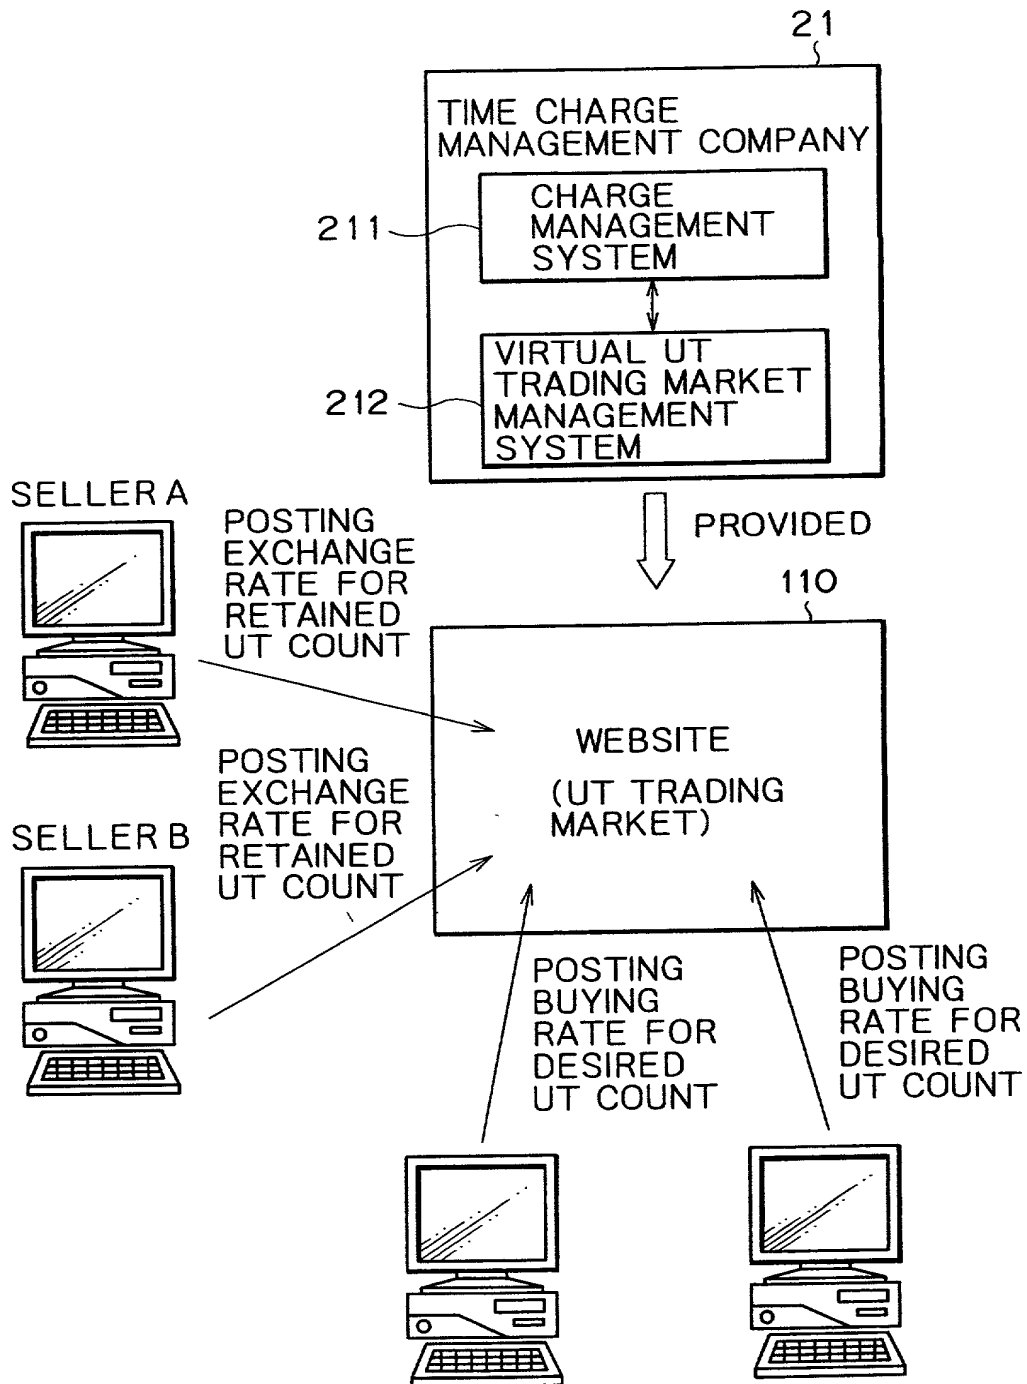 21
TIME CHARGE
MANAGEMENT COMPANY
211
CHARGE
MANAGEMENT
SYSTEM
212
VIRTUAL UT
TRADING MARKET
MANAGEMENT
SYSTEM
PROVIDED
SELLER A
POSTING
EXCHANGE
RATE FOR
RETAINED
UT COUNT
110
WEBSITE
(UT TRADING
MARKET)
SELLER B
POSTING
EXCHANGE
RATE FOR
RETAINED
UT COUNT
POSTING
BUYING
RATE FOR
DESIRED
UT COUNT
POSTING
BUYING
RATE FOR
DESIRED
UT COUNT